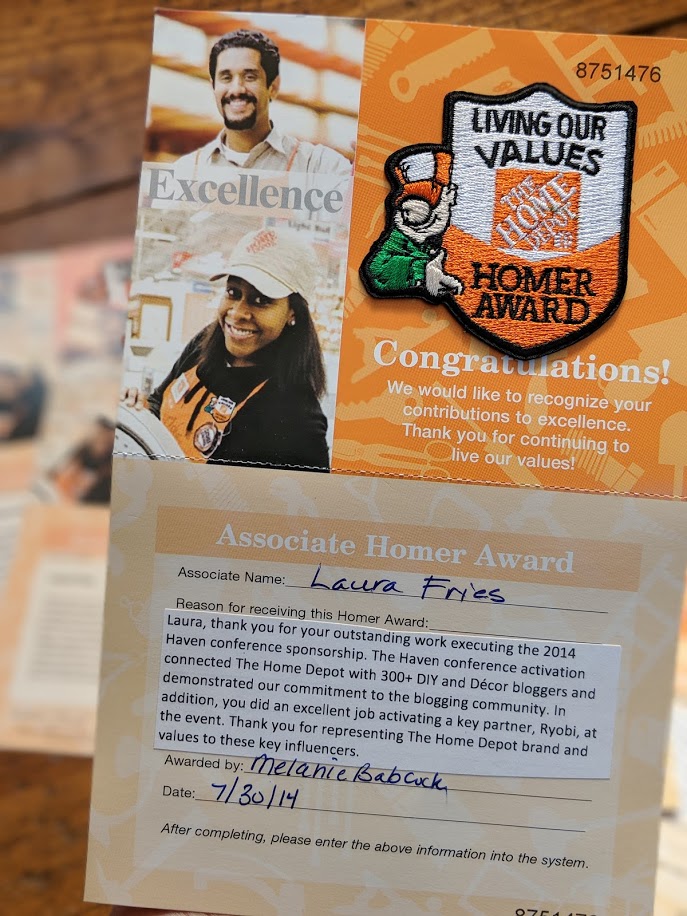 8751476
LIVING OUR
VALUES
THE
HOME
DEPOT
HOMER
AWARD
Excellence
Congratulations!
We would like to recognize your
contributions to excellence.
Thank you for continuing to
live our values!
Associate Homer Award
Associate Name: Laura Fries
Reason for receiving this Homer Award:
Laura, thank you for your outstanding work executing the 2014
Haven conference sponsorship. The Haven conference activation
connected The Home Depot with 300+ DIY and Décor bloggers and
demonstrated our commitment to the blogging community. In
addition, you did an excellent job activating a key partner, Ryobi, at
the event. Thank you for representing The Home Depot brand and
values to these key influencers.
Awarded by: Melanie Babcock
Date: 7/30/14
After completing, please enter the above information into the system.